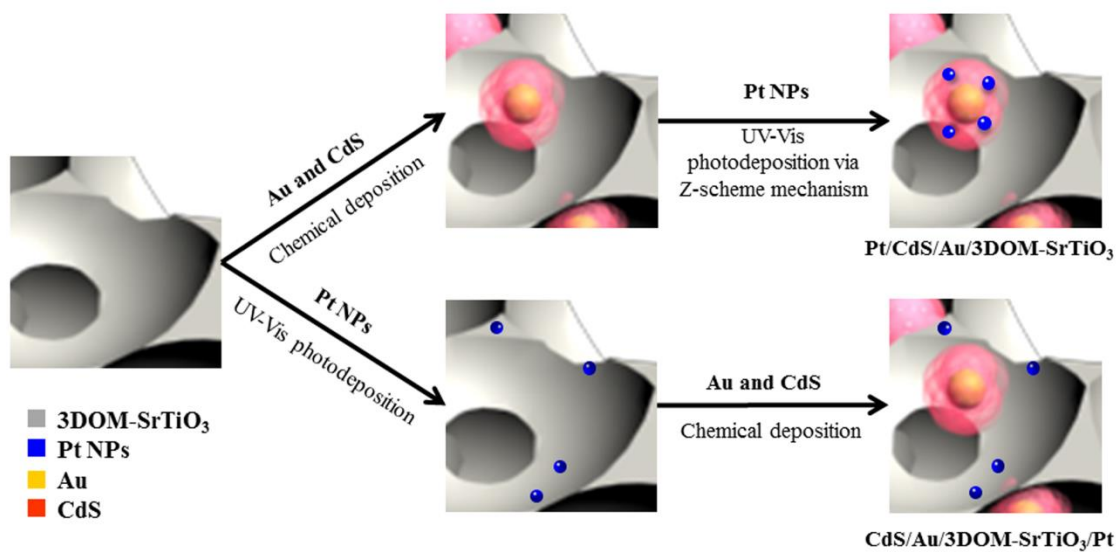 Au and CdS
Chemical deposition
Pt NPs
UV-Vis
photodeposition via
Z-scheme mechanism
Pt/CdS/Au/3DOM-SrTiO₃
Pt NPs
UV-Vis photodeposition
Au and CdS
Chemical deposition
CdS/Au/3DOM-SrTiO₃/Pt
3DOM-SrTiO₃
Pt NPs
Au
CdS